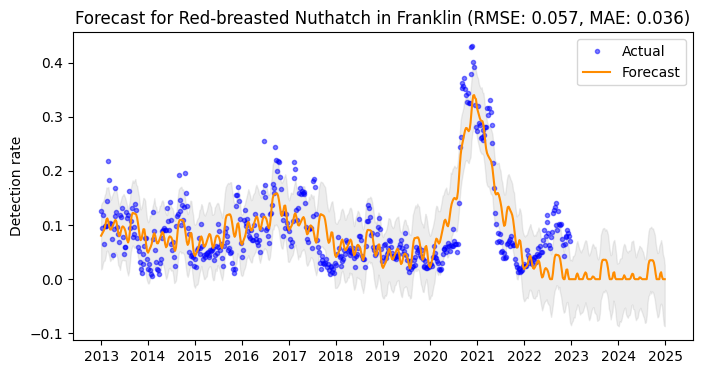 Forecast for Red-breasted Nuthatch in Franklin (RMSE: 0.057, MAE: 0.036)
Actual
Forecast
Detection rate
0.4
0.3
0.2
0.1
0.0
−0.1
2013 2014 2015 2016 2017 2018 2019 2020 2021 2022 2023 2024 2025